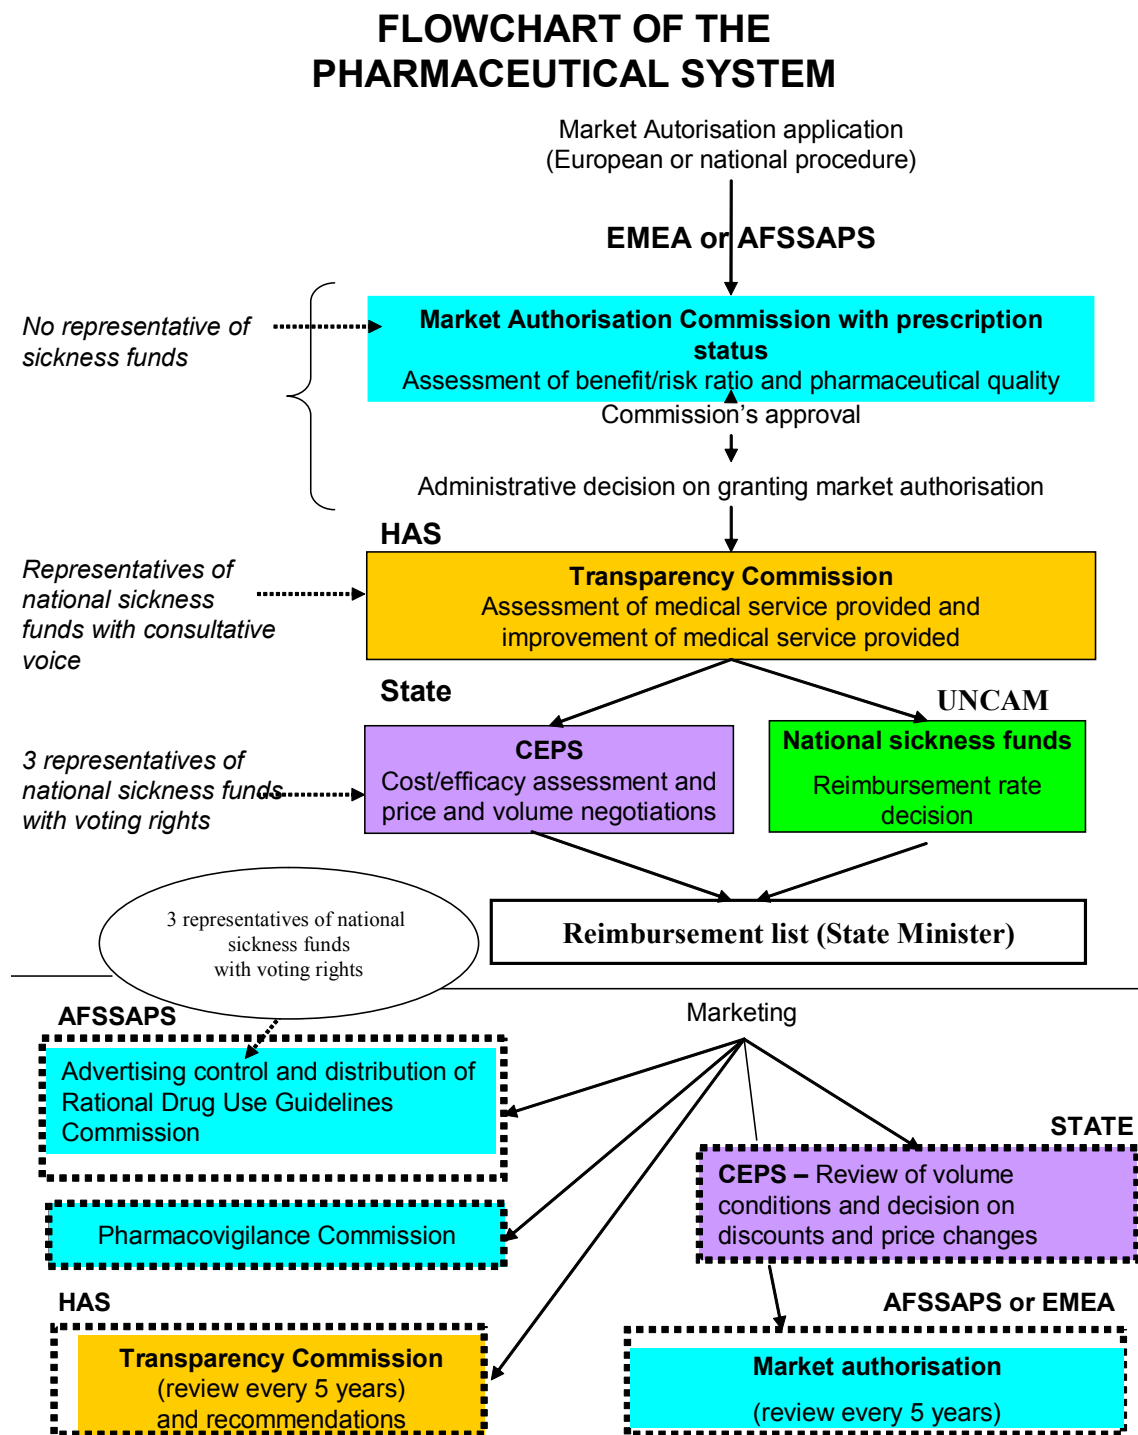 FLOWCHART OF THE
PHARMACEUTICAL SYSTEM
Market Autorisation application
(European or national procedure)
EMEA or AFSSAPS
No representative of
sickness funds
Market Authorisation Commission with prescription
status
Assessment of benefit/risk ratio and pharmaceutical quality
Commission's approval
Administrative decision on granting market authorisation
HAS
Representatives of
national sickness
funds with consultative
voice
Transparency Commission
Assessment of medical service provided and
improvement of medical service provided
State
UNCAM
3 representatives of
national sickness funds
with voting rights
CEPS
Cost/efficacy assessment and
price and volume negotiations
National sickness funds
Reimbursement rate
decision
3 representatives of national
sickness funds
with voting rights
Reimbursement list (State Minister)
AFSSAPS
Marketing
Advertising control and distribution of
Rational Drug Use Guidelines
Commission
STATE
CEPS – Review of volume
conditions and decision on
discounts and price changes
Pharmacovigilance Commission
HAS
AFSSAPS or EMEA
Transparency Commission
(review every 5 years)
and recommendations
Market authorisation
(review every 5 years)